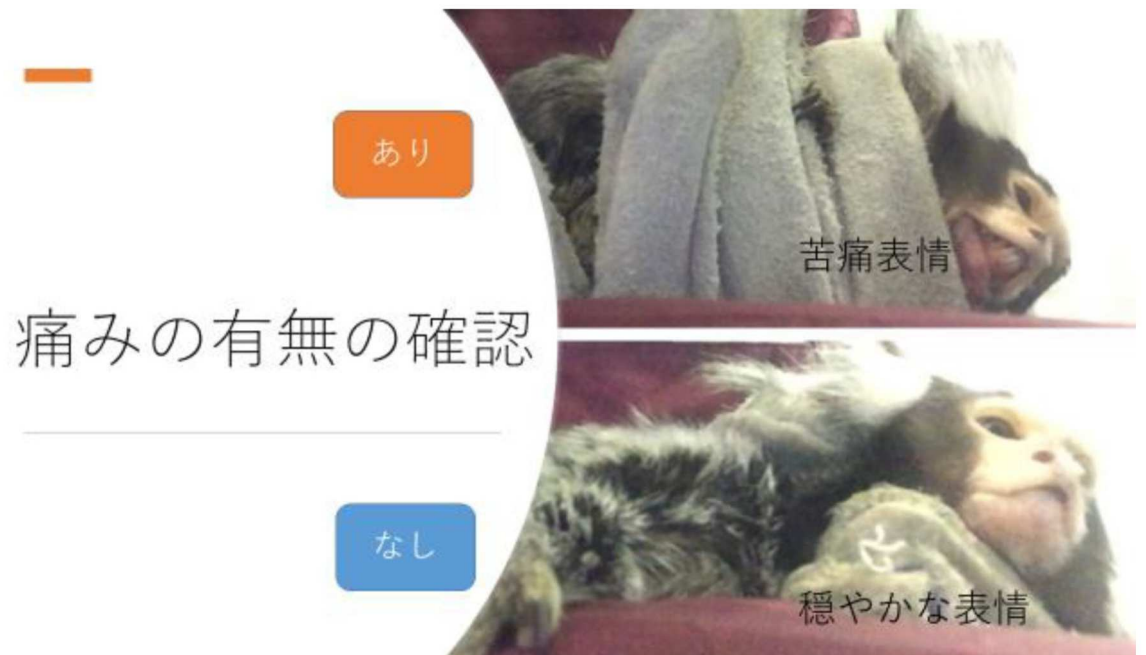 あり
苦痛表情
痛みの有無の確認
なし
穏やかな表情